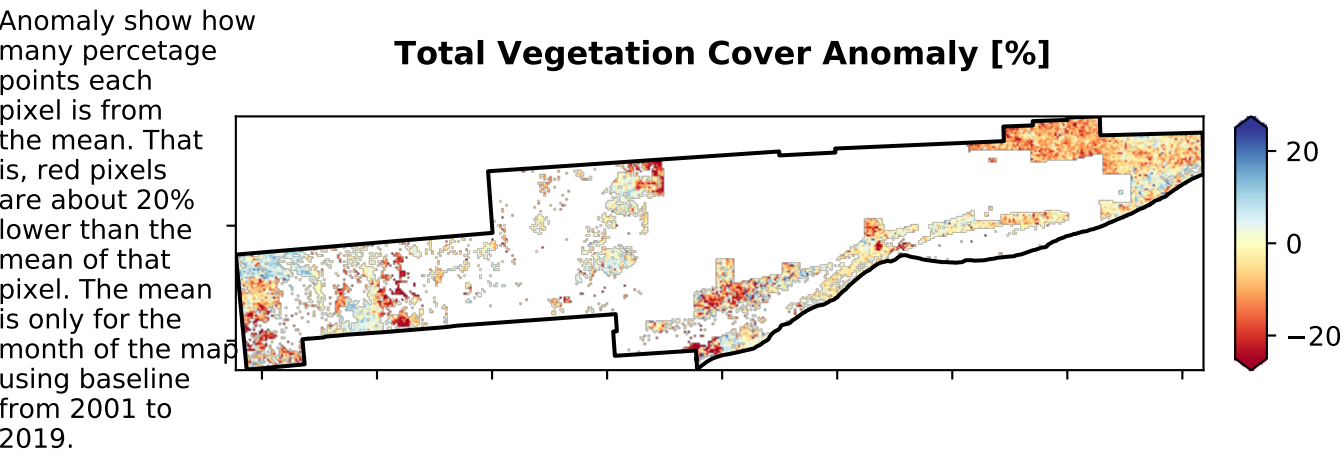 Anomaly show how
many percetage
points each
pixel is from
the mean. That
is, red pixels
are about 20%
lower than the
mean of that
pixel. The mean
is only for the
month of the map
using baseline
from 2001 to
2019.
Total Vegetation Cover Anomaly [%]
20
0
−20